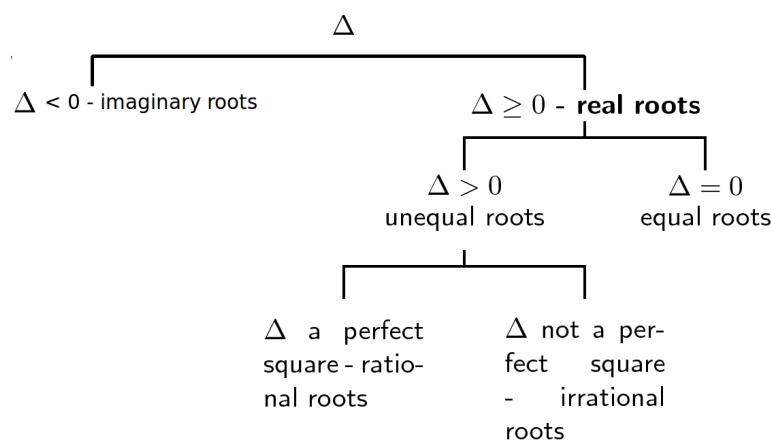 Δ
Δ < 0 - imaginary roots
Δ ≥ 0 - real roots
Δ > 0
unequal roots
Δ = 0
equal roots
Δ a perfect
square - ratio-
nal roots
Δ not a per-
fect square
- irrational
roots